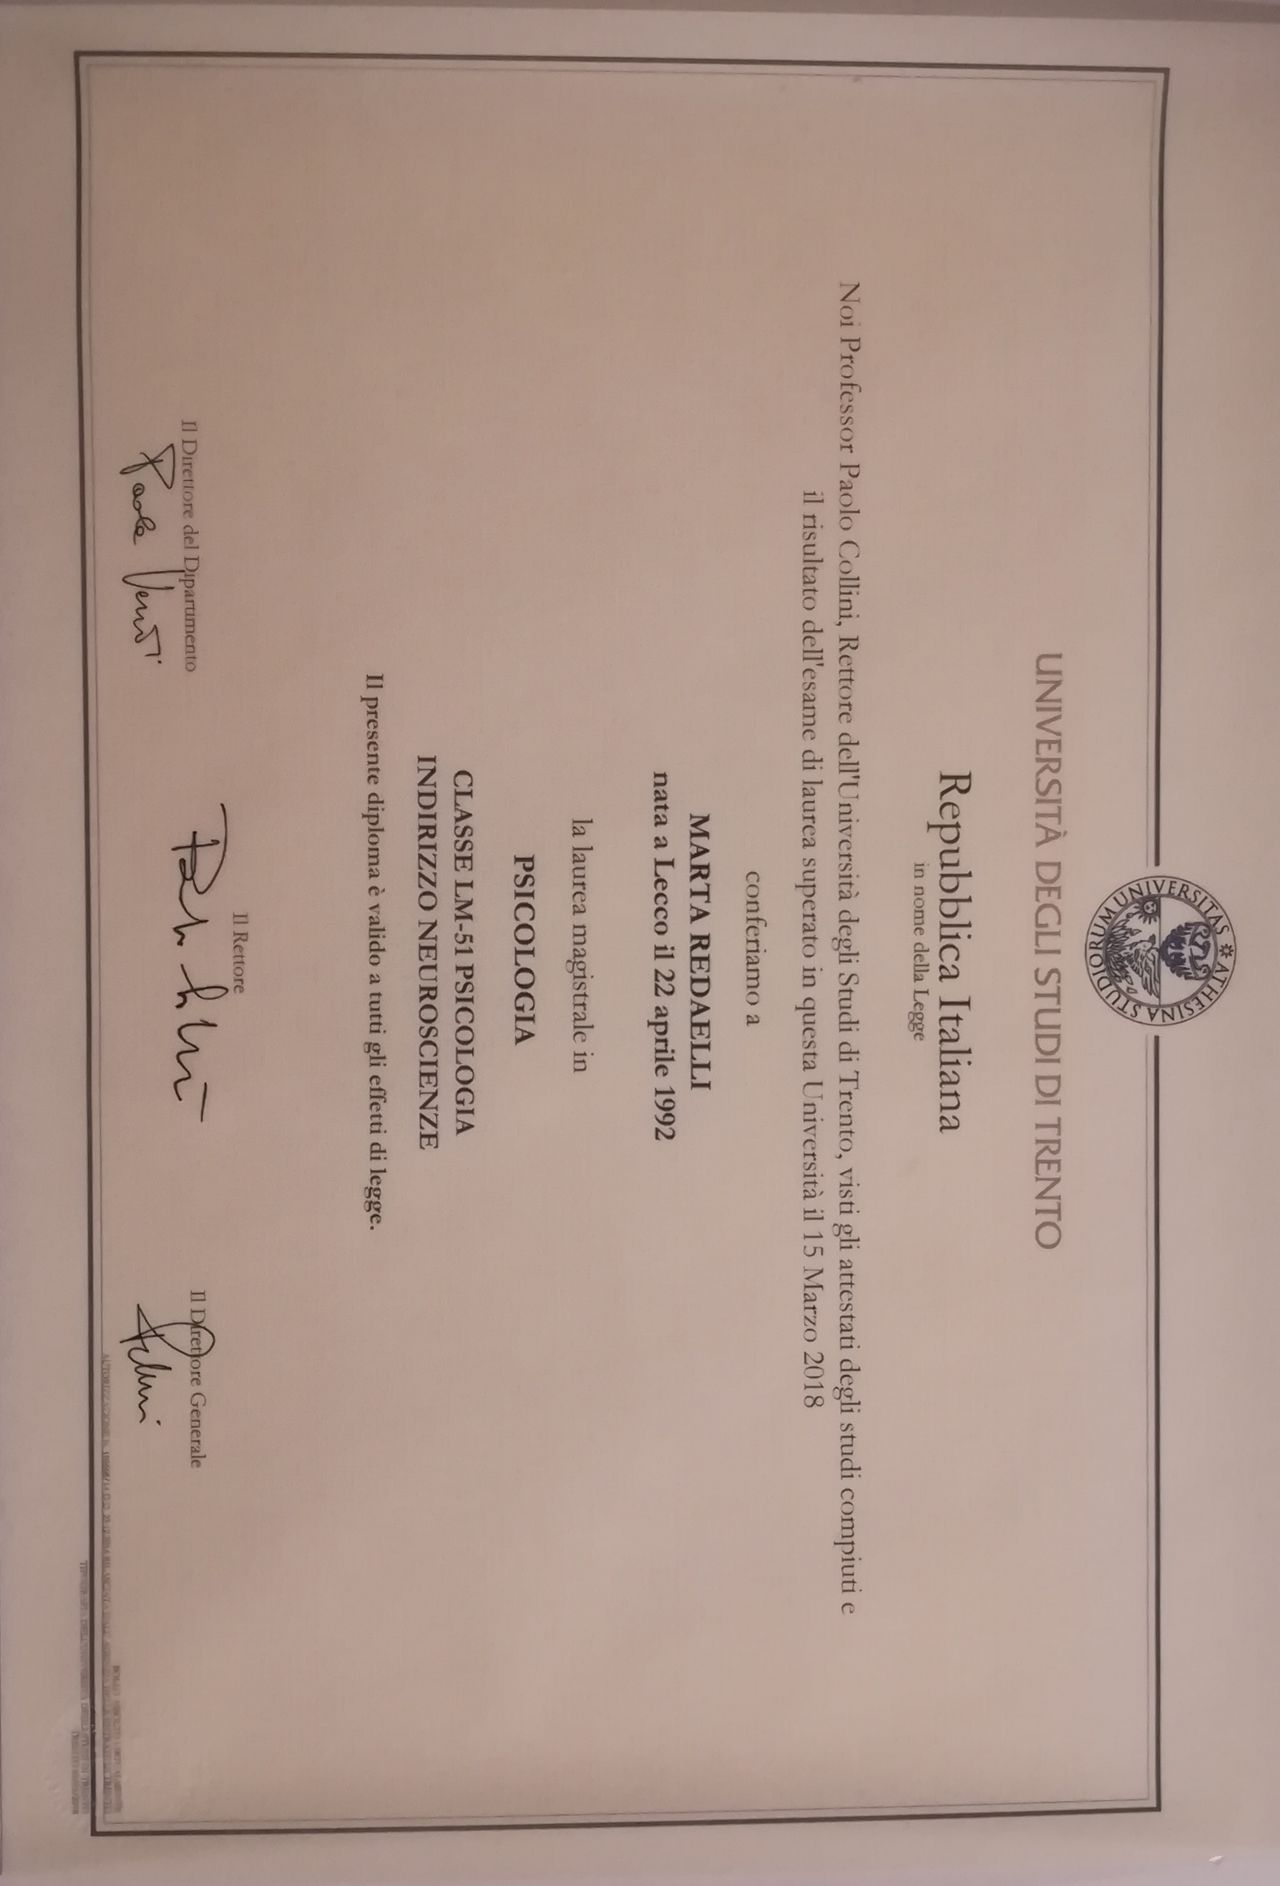 UNIVERSITAS ATHESINA STUDIORUM
UNIVERSITÀ DEGLI STUDI DI TRENTO
Repubblica Italiana
in nome della Legge
Noi Professor Paolo Collini, Rettore dell'Università degli Studi di Trento, visti gli attestati degli studi compiuti e
il risultato dell'esame di laurea superato in questa Università il 15 Marzo 2018
conferiamo a
MARTA REDAELLI
nata a Lecco il 22 aprile 1992
la laurea magistrale in
PSICOLOGIA
CLASSE LM-51 PSICOLOGIA
INDIRIZZO NEUROSCIENZE
Il presente diploma è valido a tutti gli effetti di legge.
Il Direttore del Dipartimento
Il Rettore
Il Direttore Generale
Paola Venuti